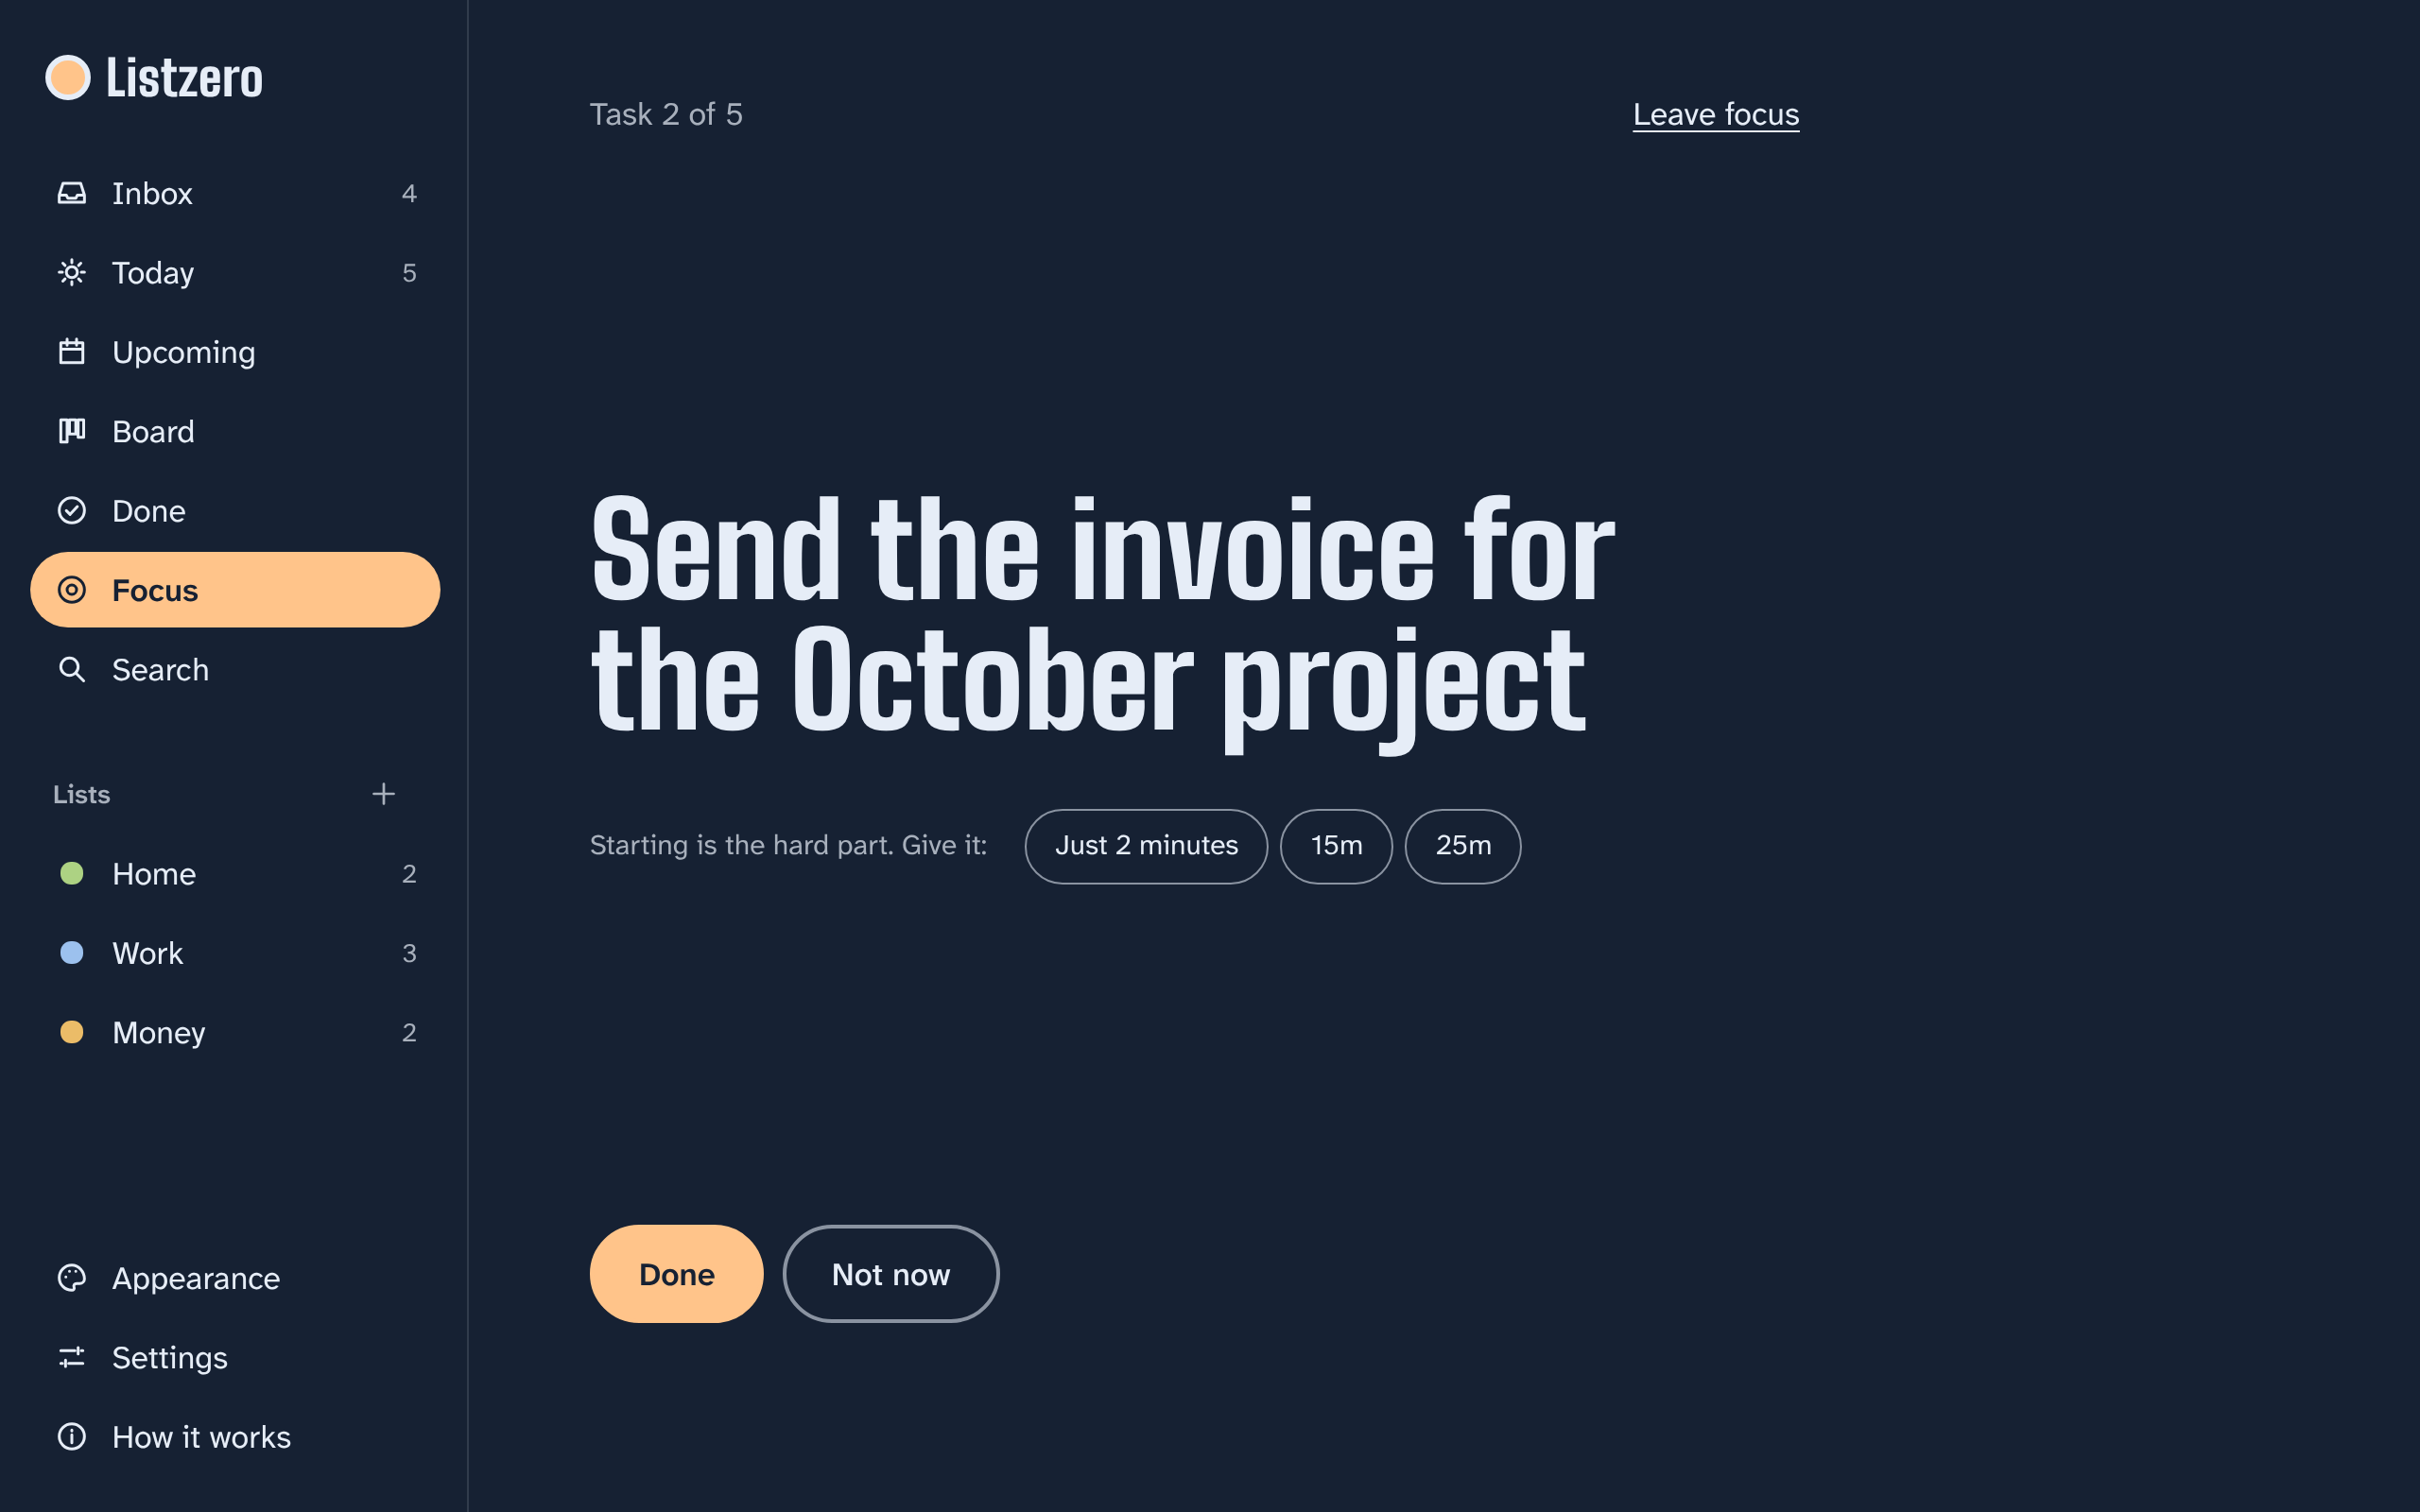 Listzero
Inbox 4
Today 5
Upcoming
Board
Done
Focus
Search
Lists
Home 2
Work 3
Money 2
Appearance
Settings
How it works
Task 2 of 5
Leave focus
Send the invoice for
the October project
Starting is the hard part. Give it: Just 2 minutes 15m 25m
Done Not now